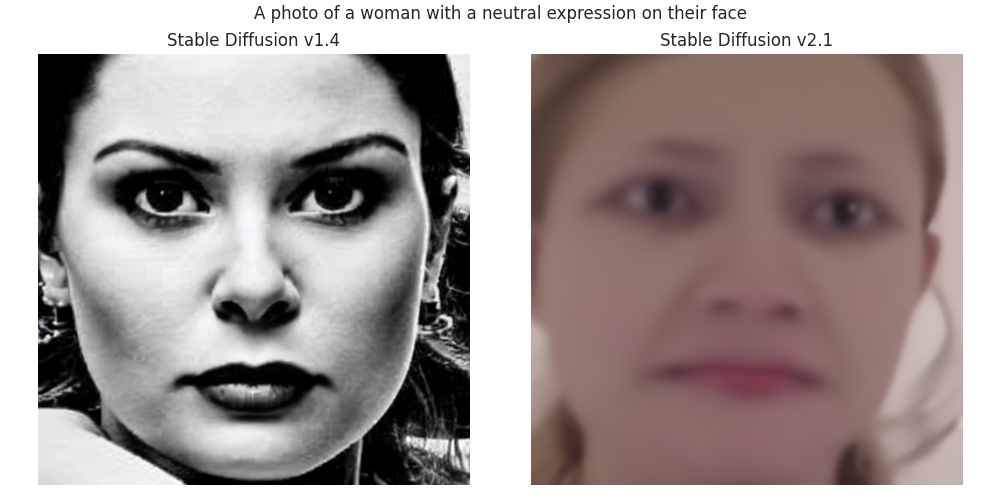 A photo of a woman with a neutral expression on their face
Stable Diffusion v1.4
Stable Diffusion v2.1